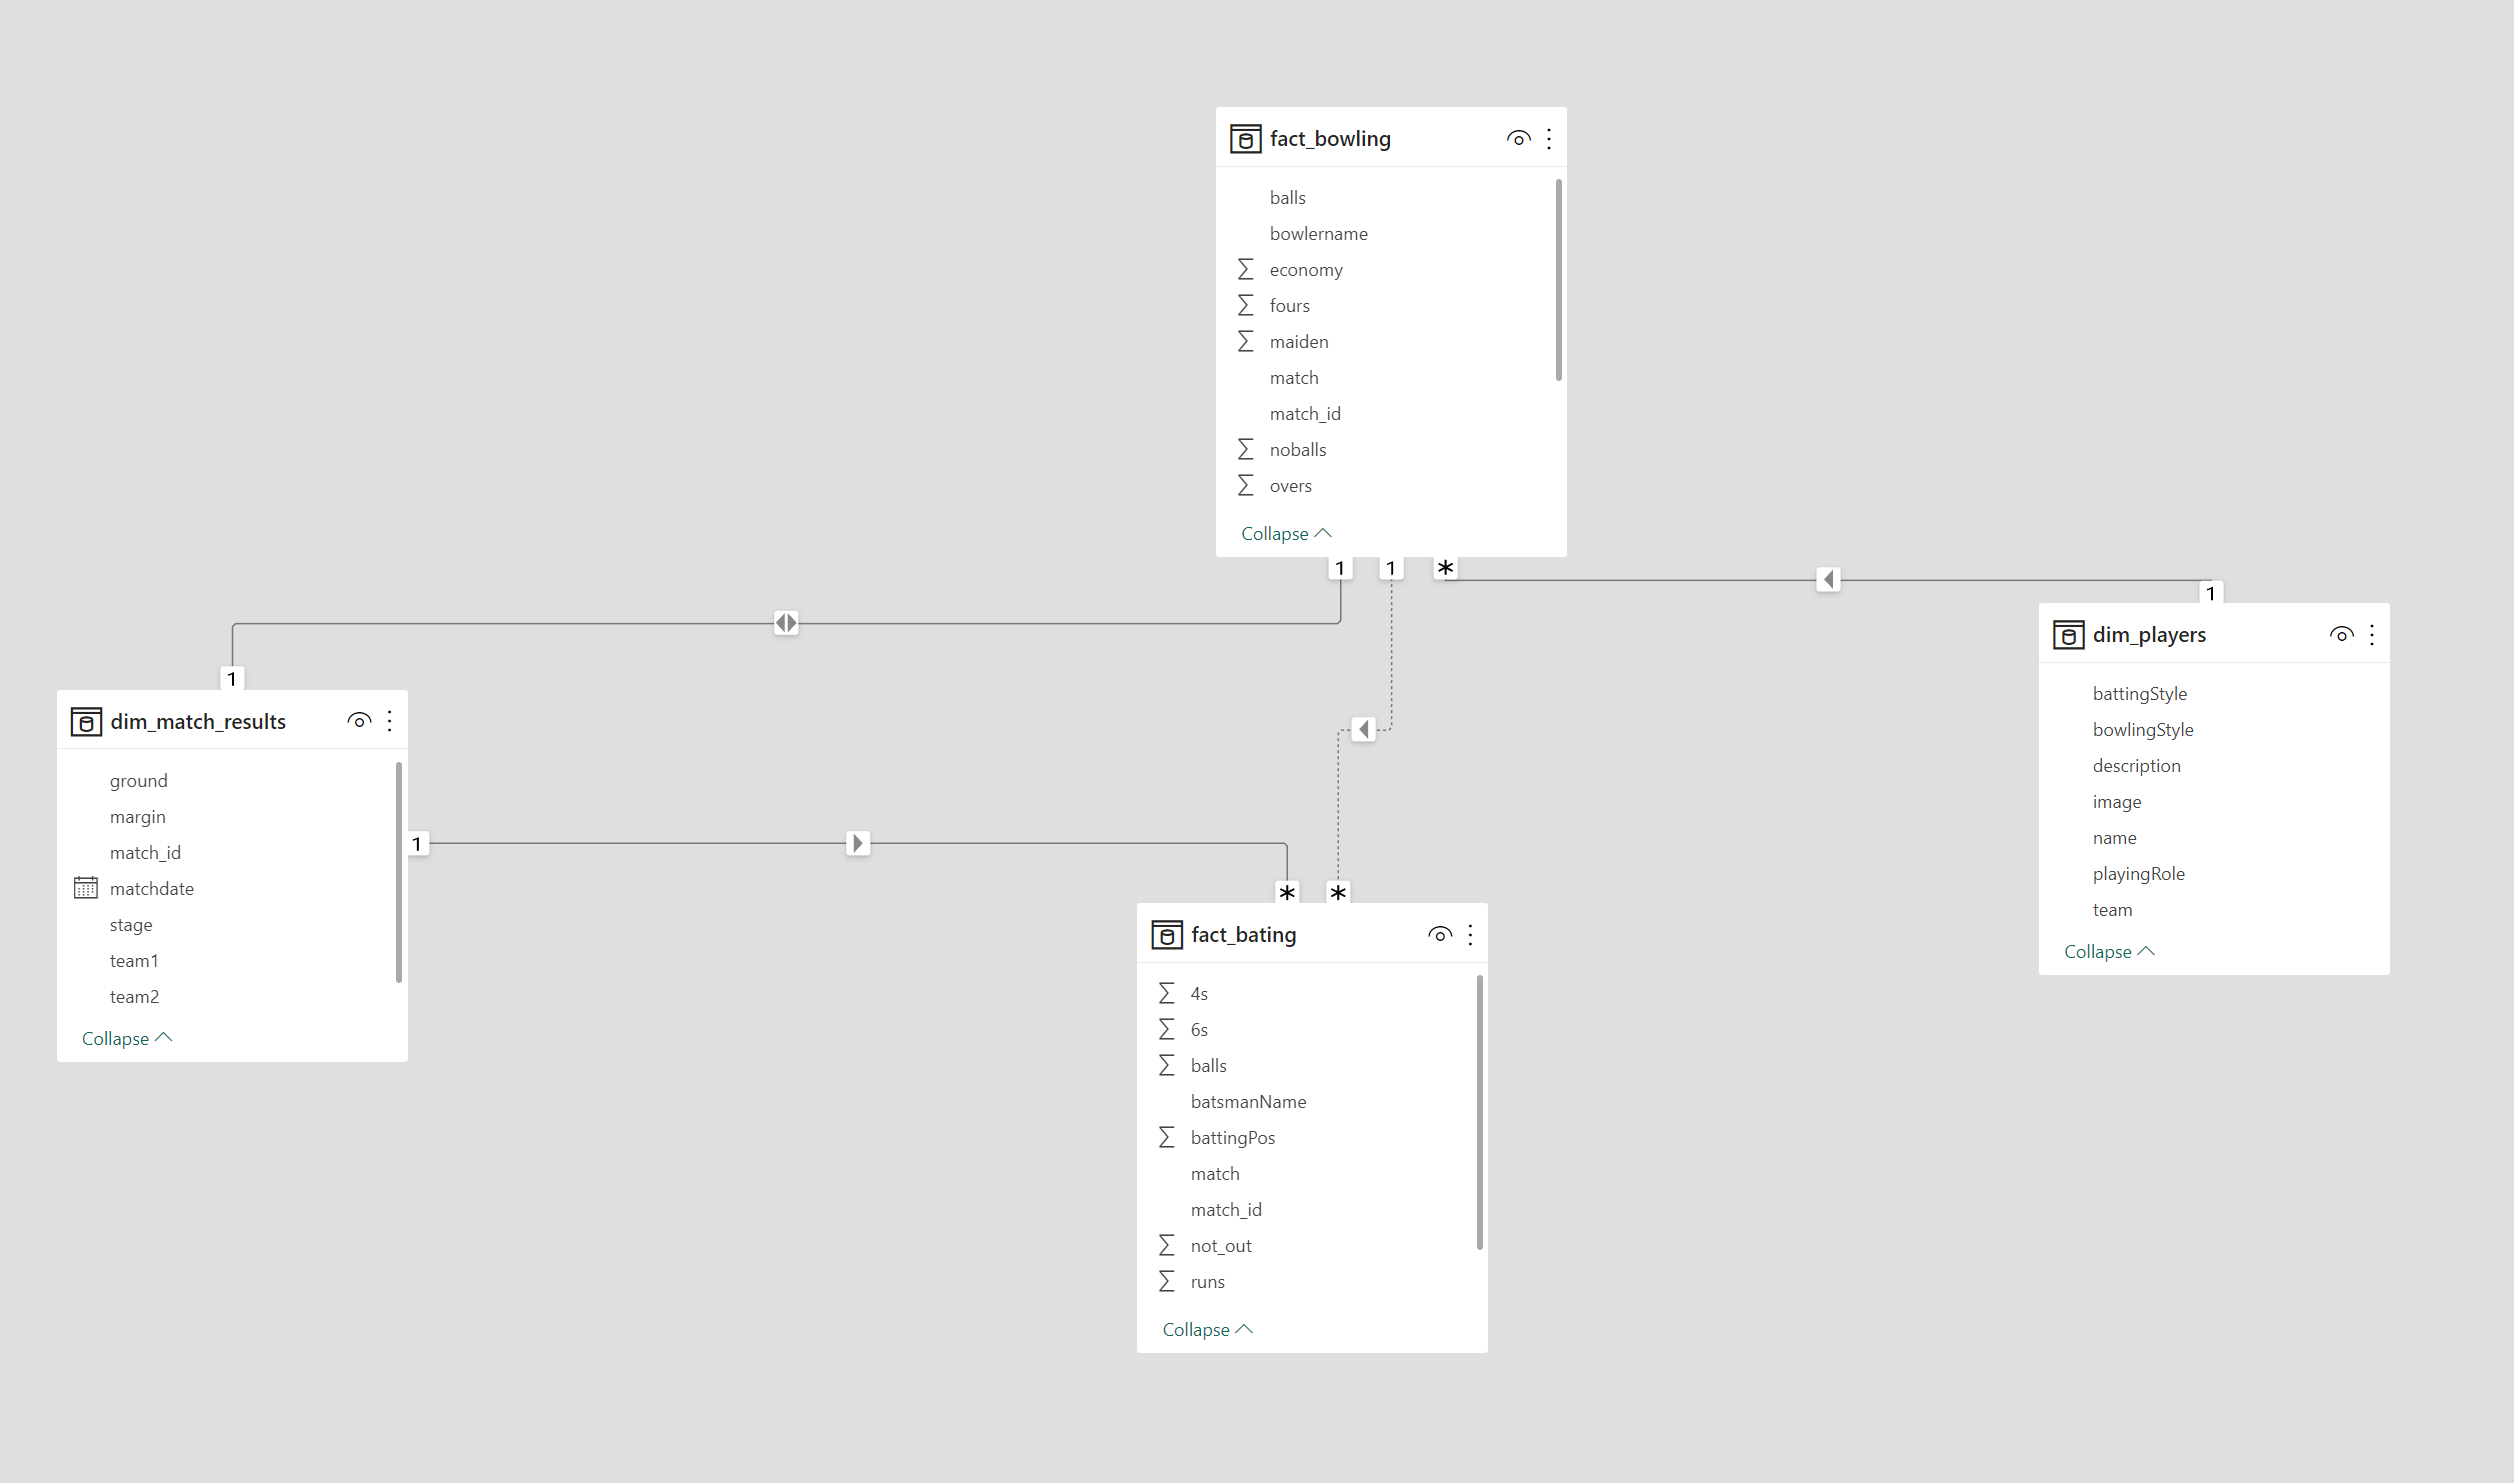 fact_bowling
balls
bowlername
economy
fours
maiden
match
match_id
noballs
overs
Collapse
1
1
*
1
1
dim_match_results
ground
margin
match_id
matchdate
stage
team1
team2
Collapse
1
*
*
fact_bating
4s
6s
balls
batsmanName
battingPos
match
match_id
not_out
runs
Collapse
dim_players
battingStyle
bowlingStyle
description
image
name
playingRole
team
Collapse